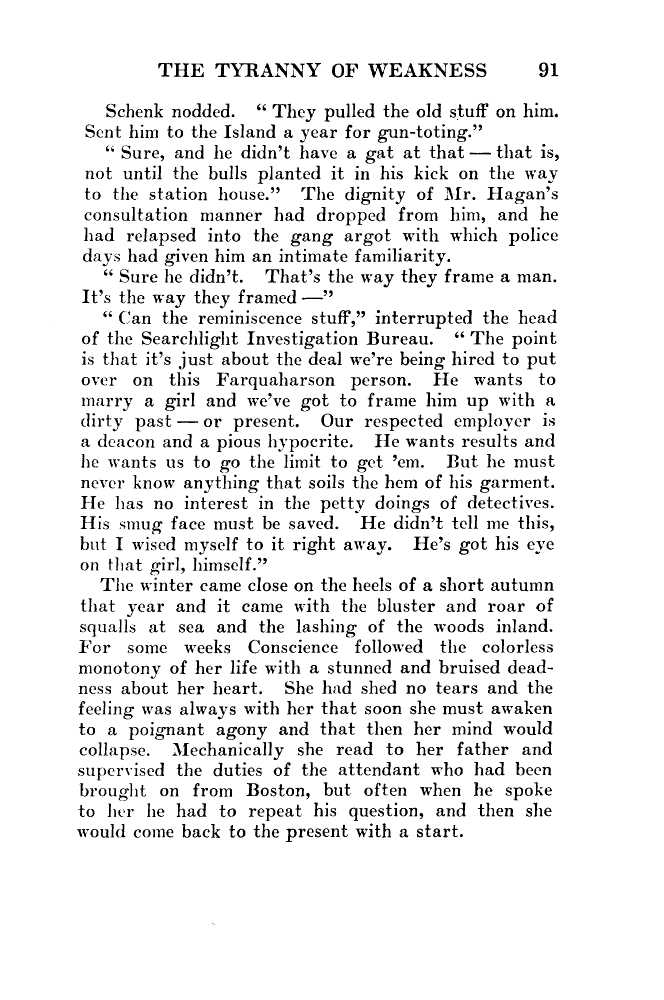 THE TYRANNY OF WEAKNESS 91
Schenk nodded. “ They pulled the old stuff on him.
Sent him to the Island a year for gun-toting.”
“ Sure, and he didn’t have a gat at that — that is,
not until the bulls planted it in his kick on the way
to the station house.” The dignity of Mr. Hagan’s
consultation manner had dropped from him, and he
had relapsed into the gang argot with which police
days had given him an intimate familiarity.
“ Sure he didn’t. That’s the way they frame a man.
It’s the way they framed —”
“ Can the reminiscence stuff,” interrupted the head
of the Searchlight Investigation Bureau. “ The point
is that it’s just about the deal we’re being hired to put
over on this Farquaharson person. He wants to
marry a girl and we’ve got to frame him up with a
dirty past — or present. Our respected employer is
a deacon and a pious hypocrite. He wants results and
he wants us to go the limit to get ’em. But he must
never know anything that soils the hem of his garment.
He has no interest in the petty doings of detectives.
His smug face must be saved. He didn’t tell me this,
but I wised myself to it right away. He’s got his eye
on that girl, himself.”
The winter came close on the heels of a short autumn
that year and it came with the bluster and roar of
squalls at sea and the lashing of the woods inland.
For some weeks Conscience followed the colorless
monotony of her life with a stunned and bruised dead-
ness about her heart. She had shed no tears and the
feeling was always with her that soon she must awaken
to a poignant agony and that then her mind would
collapse. Mechanically she read to her father and
supervised the duties of the attendant who had been
brought on from Boston, but often when he spoke
to her he had to repeat his question, and then she
would come back to the present with a start.